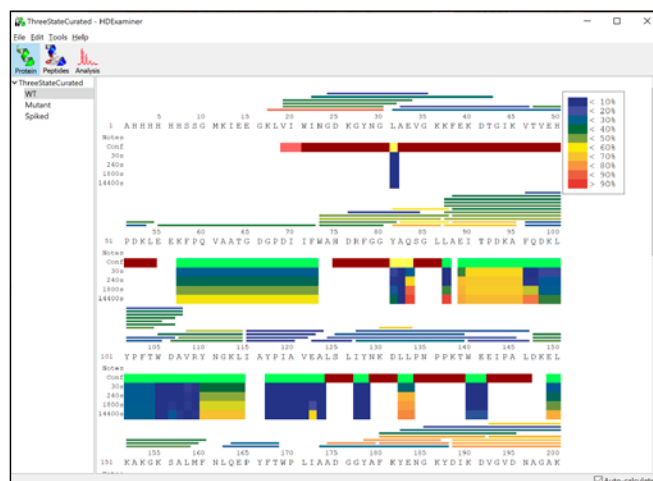 ThreeStateCurated - HDExaminer
File Edit Tools Help
Protein Peptides Analysis
ThreeStateCurated
WT
Mutant
Spiked
< 10%
< 20%
< 30%
< 40%
< 50%
< 60%
< 70%
< 80%
< 90%
> 90%
5 10 15 20 25 30 35 40 45 50
1 AHHHH HHSSG MKIEE GKLVI WINGD KGYNG LAEVG KKFEK DTGIK VTVEH
Notes
Conf
30s
240s
1800s
14400s
55 60 65 70 75 80 85 90 95 100
51 PDKLE EKFPQ VAATG DGPDI IFWAH DRFGG YAQSG LLAEI TPDKA FQDKL
Notes
Conf
30s
240s
1800s
14400s
105 110 115 120 125 130 135 140 145 150
101 YPFTW DAVRY NGKLI AYPIA VEALS LIYNK DLLPN PPKTW EEIPA LDKEL
Notes
Conf
30s
240s
1800s
14400s
155 160 165 170 175 180 185 190 195 200
151 KAKGK SALMF NLQEP YFTWP LIAAD GGYAF KYENG KYDIK DVGVD NAGAK
Notes
Auto-calculate